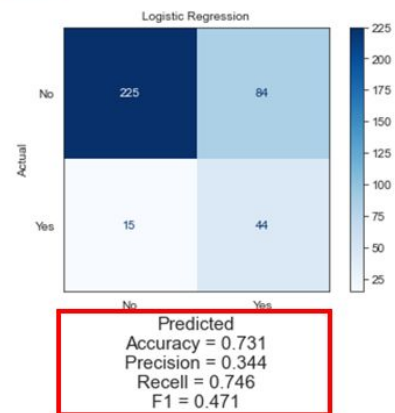 Logistic Regression
No
225
84
Actual
Yes
15
44
No
Yes
Predicted
Accuracy = 0.731
Precision = 0.344
Recell = 0.746
F1 = 0.471
225
200
175
150
125
100
75
50
25